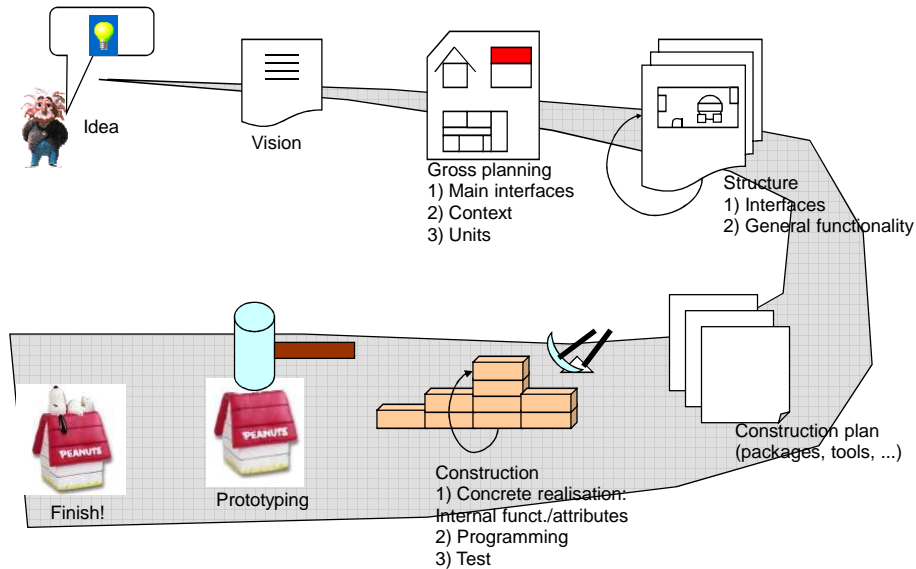 Idea
Vision
Gross planning
1) Main interfaces
2) Context
3) Units
Structure
1) Interfaces
2) General functionality
Construction plan
(packages, tools, ...)
Construction
1) Concrete realisation:
Internal funct./attributes
2) Programming
3) Test
PEANUTS
Prototyping
PEANUTS
Finish!